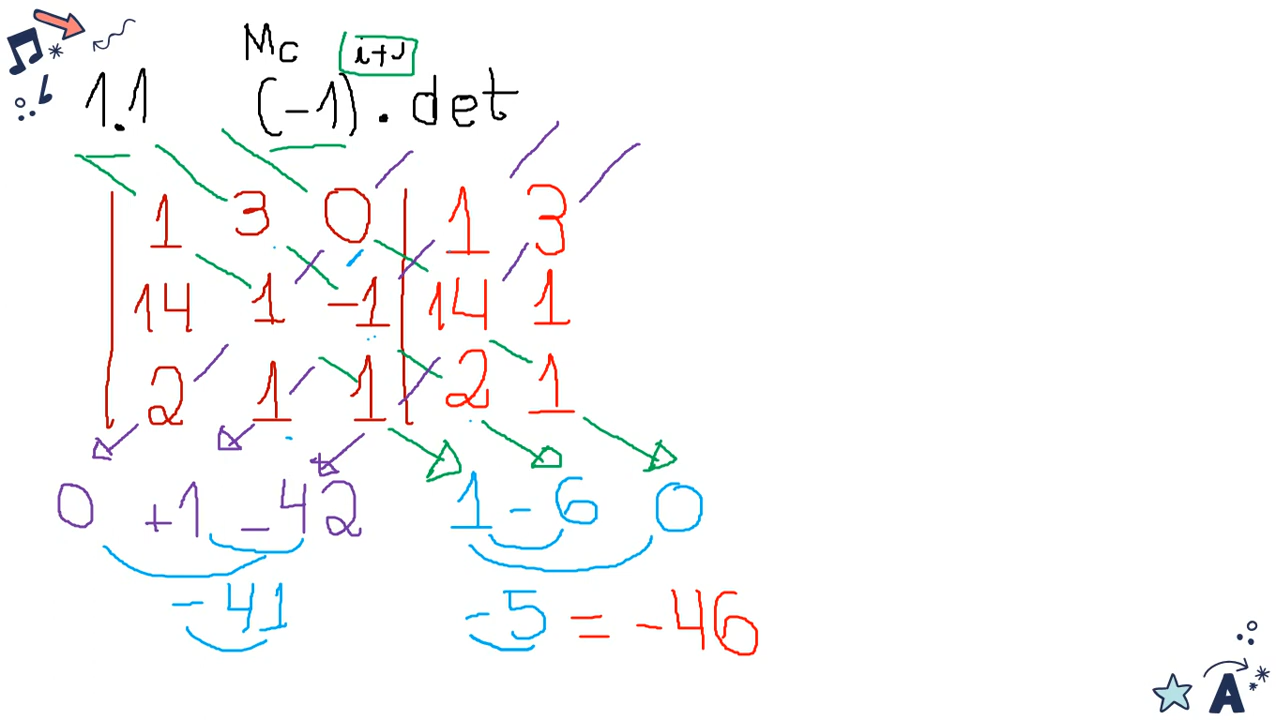 Mc i+J
1.1 (-1) . det
1 3 0 1 3
14 1 -1 14 1
2 1 1 2 1
0 +1 -42 1 -6 0
-41 -5 = -46
A